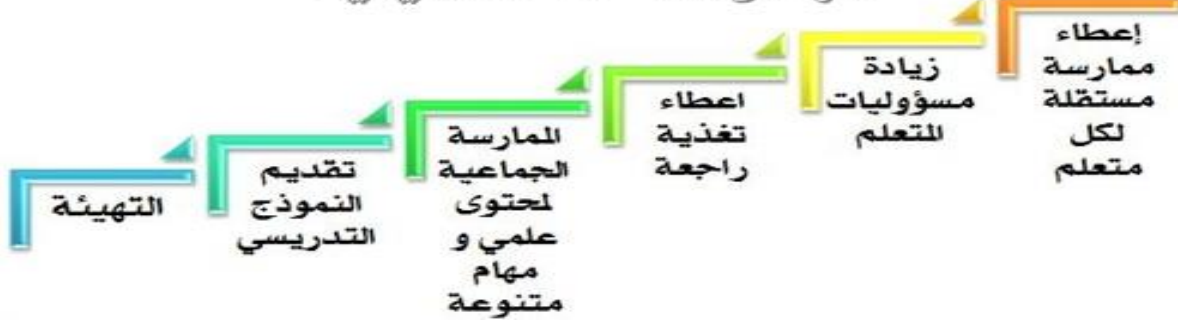 التهيئة
تقديم
النموذج
التدريسي
الممارسة
الجماعية
لمحتوى
علمي و
مهام
متنوعة
اعطاء
تغذية
راجعة
زيادة
مسؤوليات
المتعلم
إعطاء
ممارسة
مستقلة
لكل
متعلم